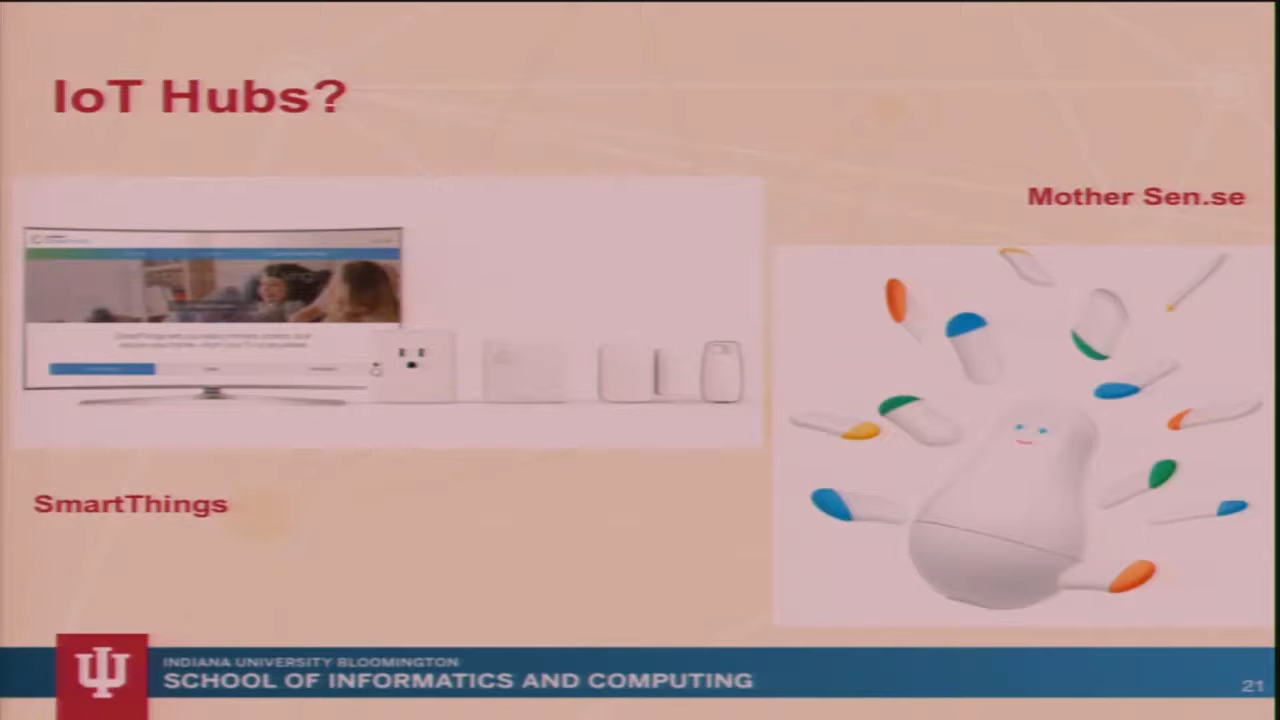 IoT Hubs?
Mother Sen.se
SmartThings
INDIANA UNIVERSITY BLOOMINGTON
SCHOOL OF INFORMATICS AND COMPUTING
21